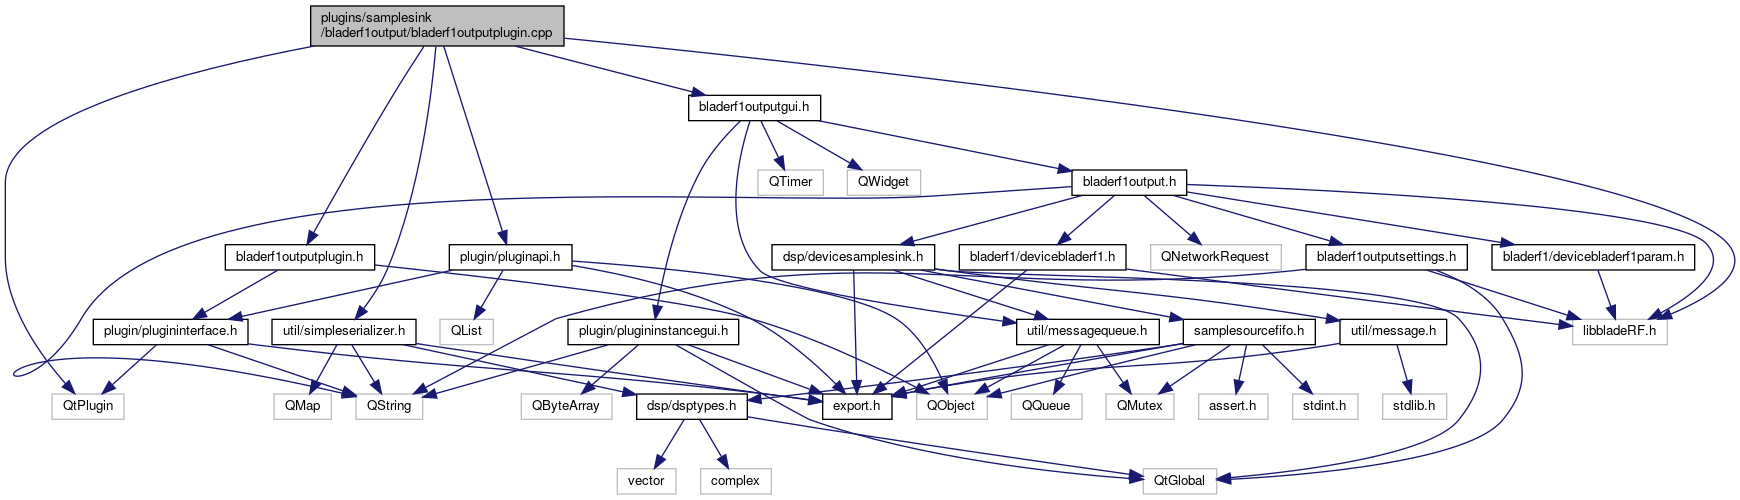 plugins/samplesink
/bladerf1output/bladerf1outputplugin.cpp
bladerf1outputgui.h
QTimer
QWidget
bladerf1output.h
bladerf1outputplugin.h
plugin/pluginapi.h
dsp/devicesamplesink.h
bladerf1/devicebladerf1.h
QNetworkRequest
bladerf1outputsettings.h
bladerf1/devicebladerf1param.h
plugin/plugininterface.h
util/simpleserializer.h
QList
plugin/plugininstancegui.h
util/messagequeue.h
samplesourcefifo.h
util/message.h
libbladeRF.h
QtPlugin
QMap
QString
QByteArray
dsp/dsptypes.h
export.h
QObject
QQueue
QMutex
assert.h
stdint.h
stdlib.h
vector
complex
QtGlobal